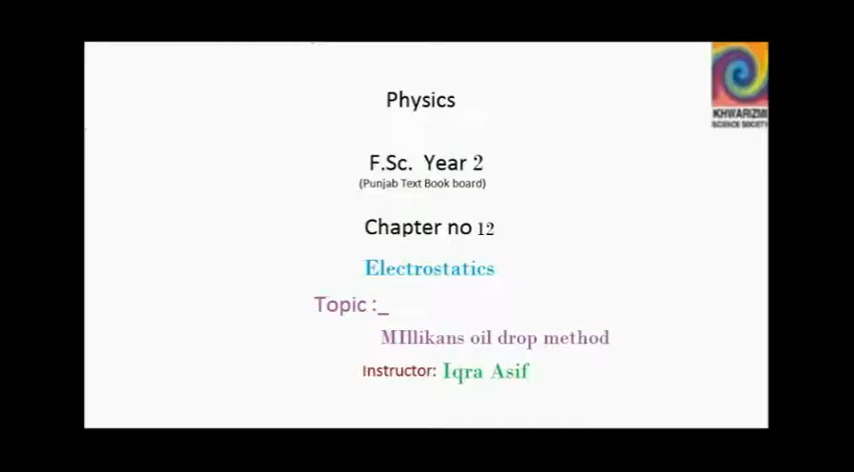 Physics
KHWARIZMI
SCIENCE SOCIETY
F.Sc. Year 2
(Punjab Text Book board)
Chapter no 12
Electrostatics
Topic :_
MIllikans oil drop method
Instructor: Iqra Asif